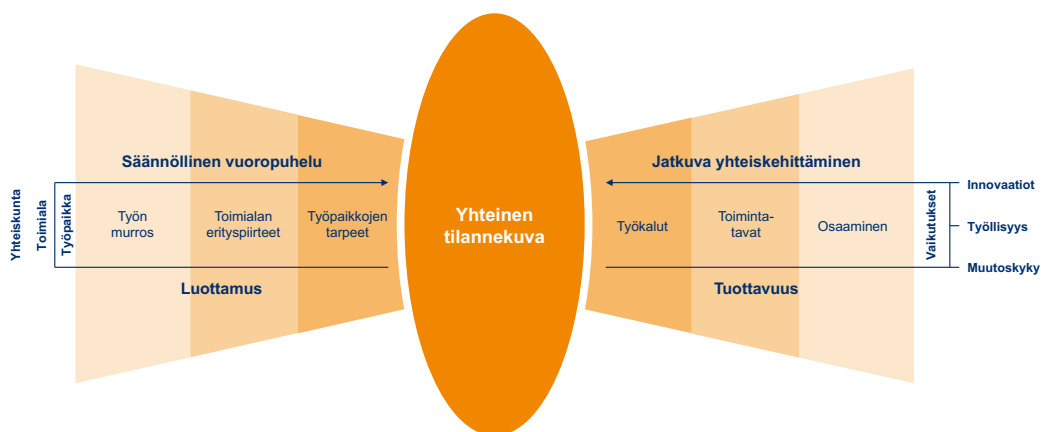 Yhteiskunta
Toimiala
Työpaikka
Säännöllinen vuoropuhelu
Työn
murros
Toimialan
erityspiirteet
Työpaikkojen
tarpeet
Luottamus
Yhteinen
tilannekuva
Jatkuva yhteiskehittäminen
Työkalut
Toiminta-
tavat
Osaaminen
Tuottavuus
Vaikutukset
Innovaatiot
Työllisyys
Muutoskyky